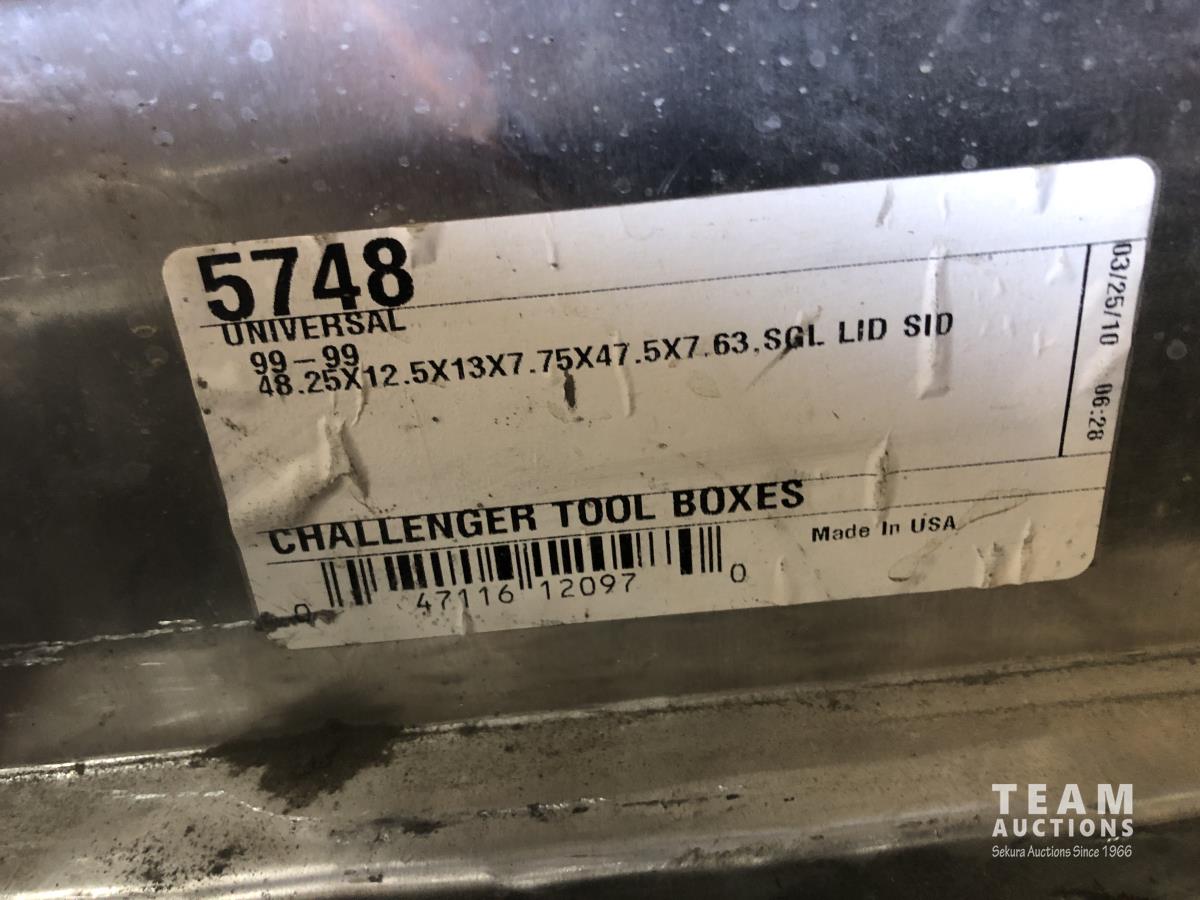 5748
UNIVERSAL
99-99
48.25X12.5X13X7.75X47.5X7.63,SGL LID SID
03/25/10 06:28
CHALLENGER TOOL BOXES
Made In USA
0 47116 12097 0
TEAM
AUCTIONS
Sekura Auctions Since 1966